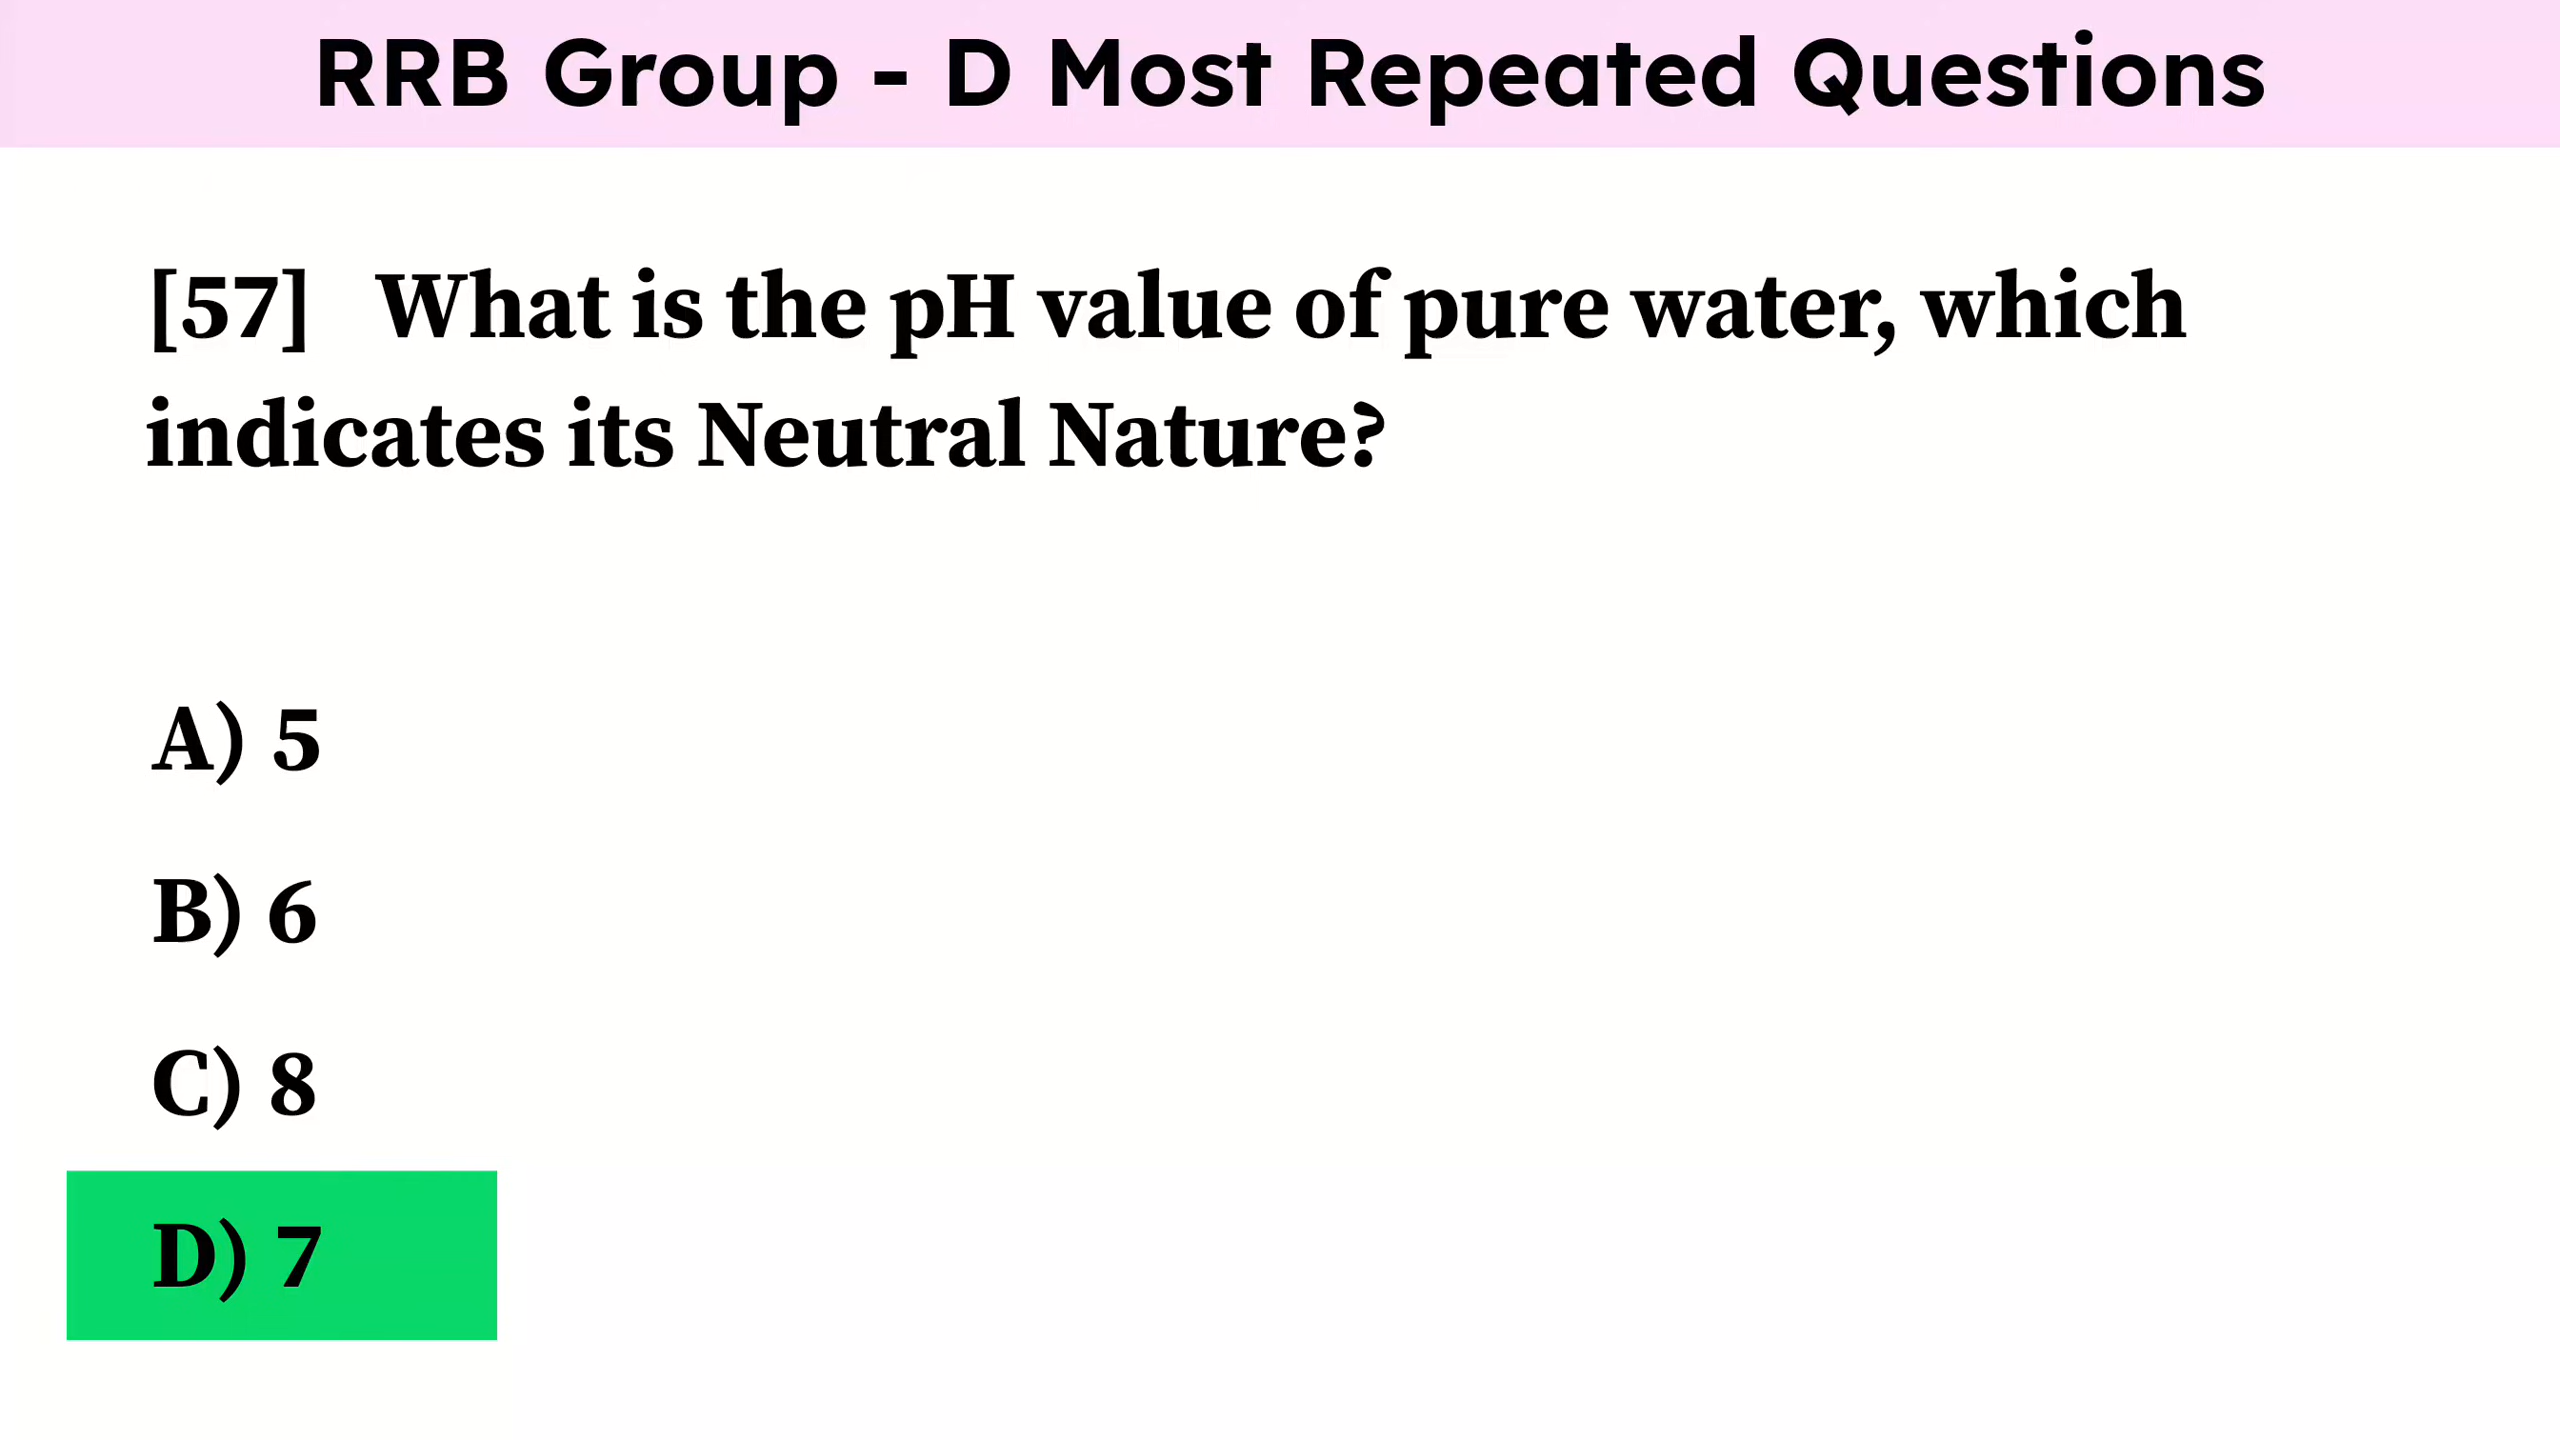 RRB Group - D Most Repeated Questions
[57] What is the pH value of pure water, which
indicates its Neutral Nature?
A) 5
B) 6
C) 8
D) 7